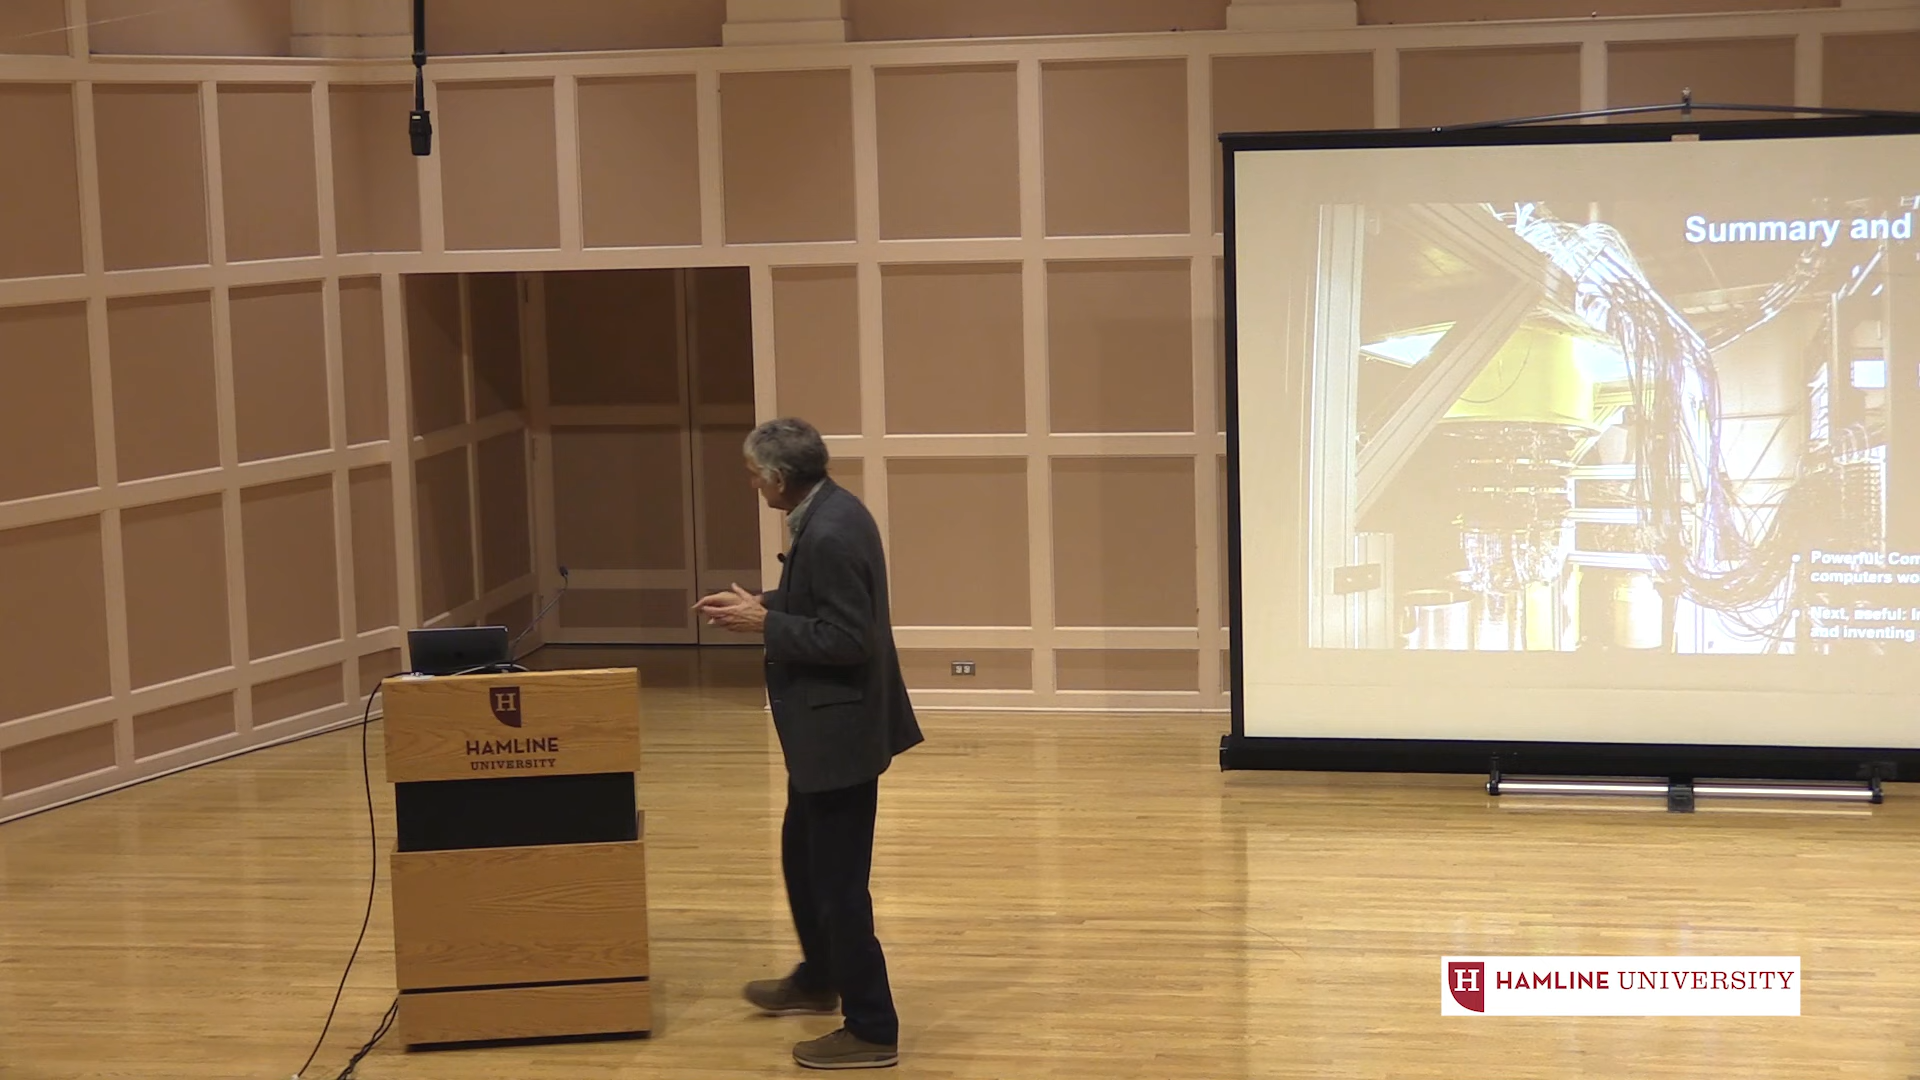 Summary and
• Powerful: Com
computers wo
• Next, useful: I
and inventing
H
HAMLINE
UNIVERSITY
H HAMLINE UNIVERSITY